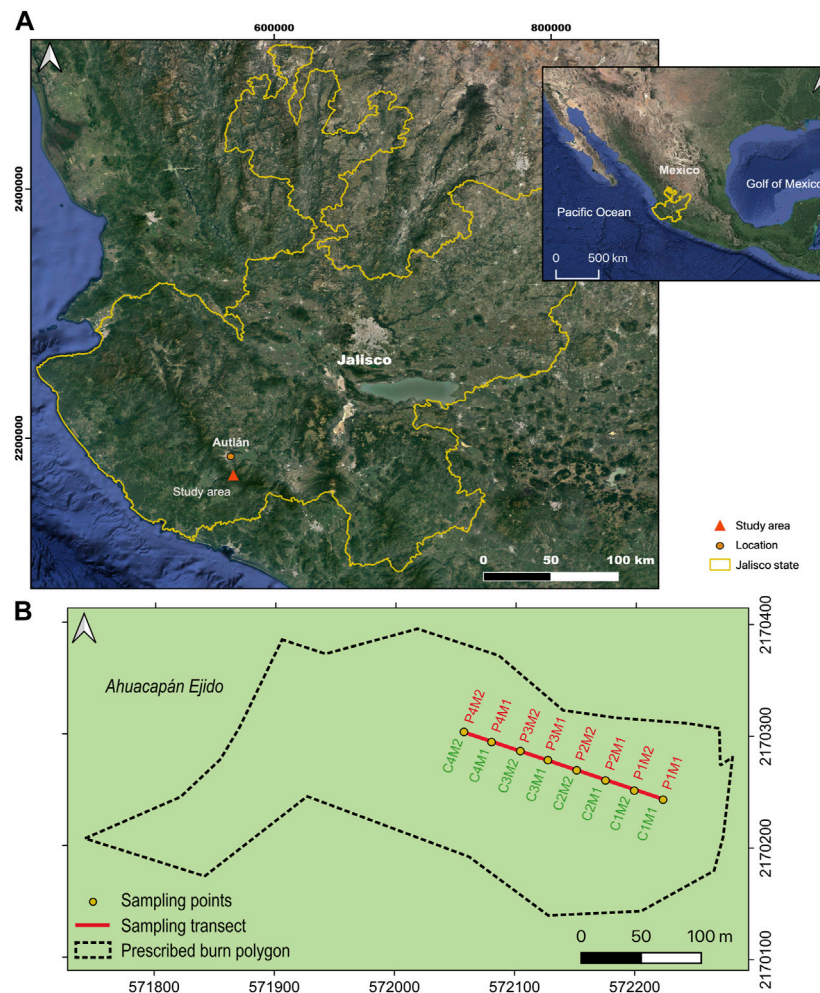 A
600000
800000
2400000
2200000
Mexico
Golf of Mexico
Pacific Ocean
0 500 km
Jalisco
Autlán
Study area
0 50 100 km
Study area
Location
Jalisco state
B
Ahuacapán Ejido
P4M2
P4M1
P3M2
P3M1
P2M2
P2M1
P1M2
P1M1
C4M2
C4M1
C3M2
C3M1
C2M2
C2M1
C1M2
C1M1
2170400
2170300
2170200
2170100
Sampling points
Sampling transect
Prescribed burn polygon
0 50 100 m
571800
571900
572000
572100
572200